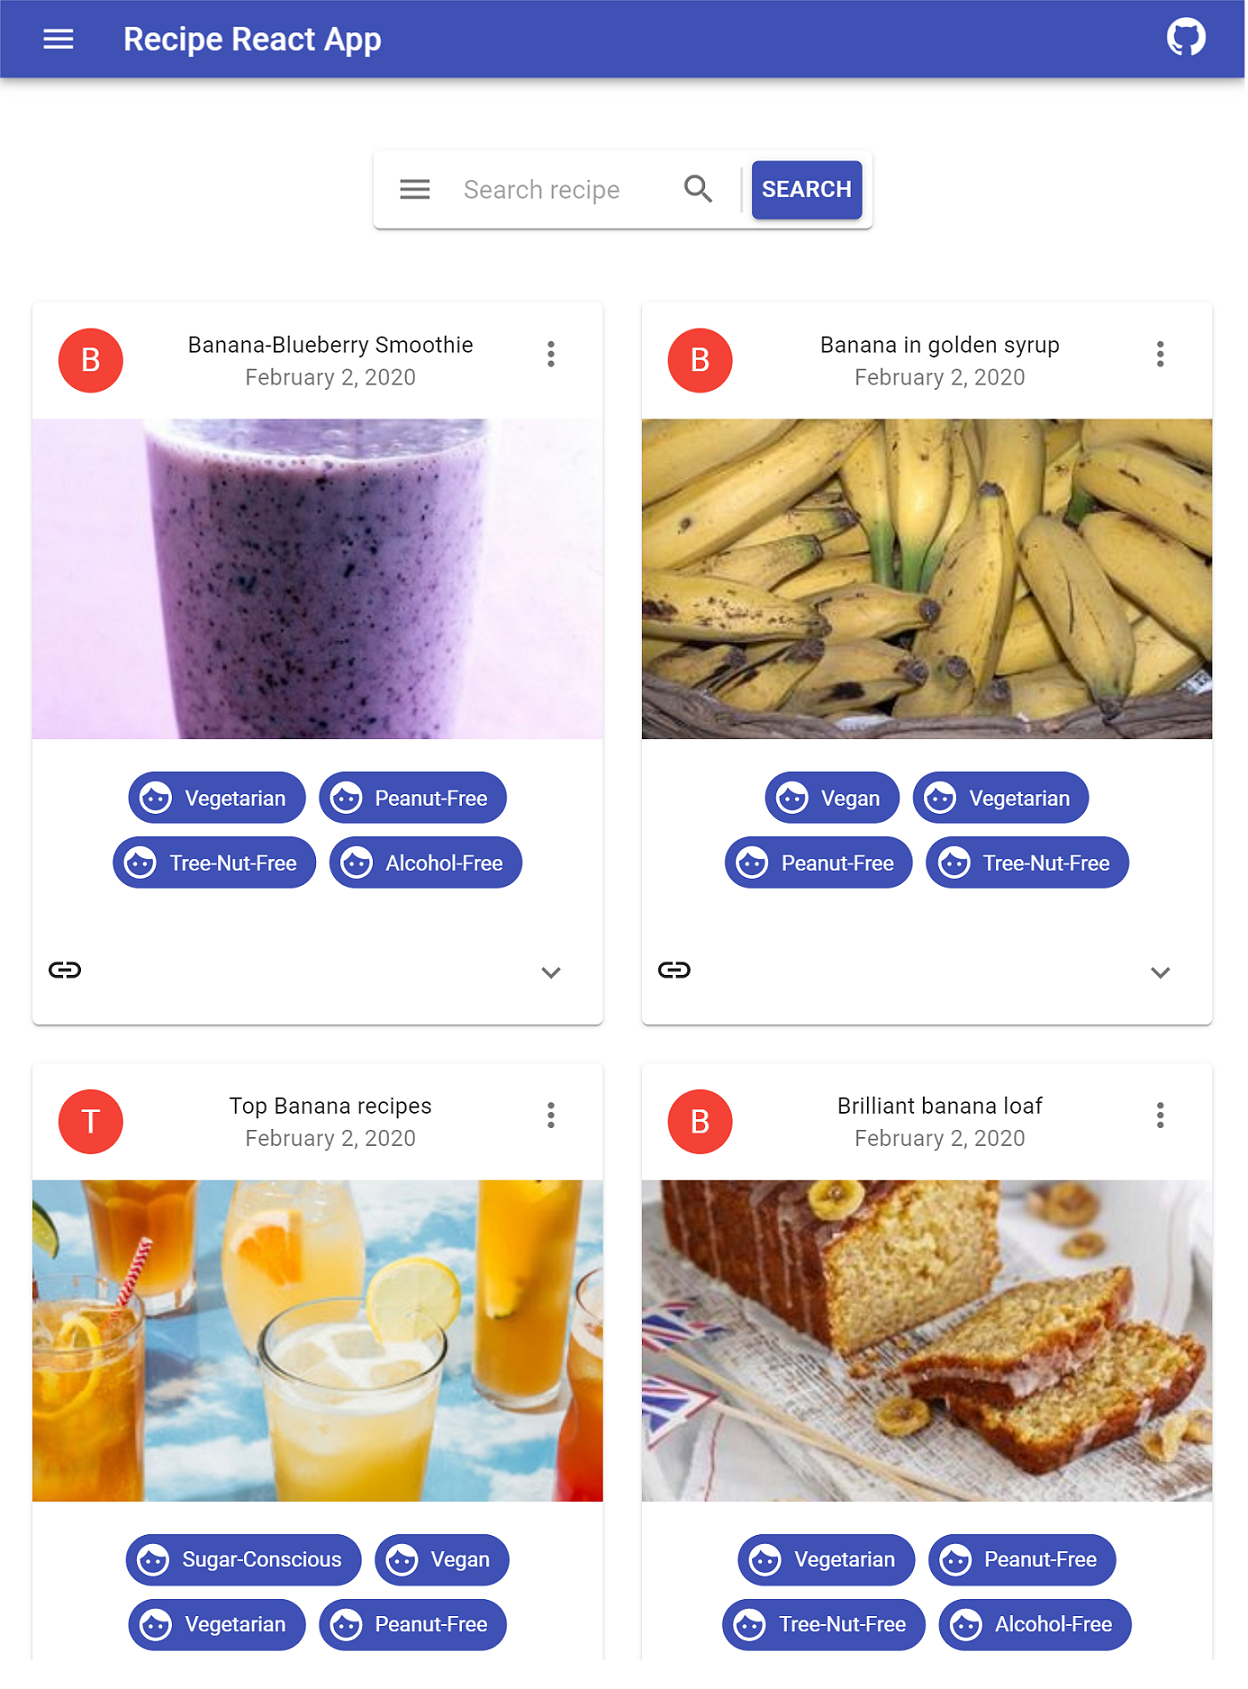 Recipe React App
Search recipe
SEARCH
B
Banana-Blueberry Smoothie
February 2, 2020
Vegetarian
Peanut-Free
Tree-Nut-Free
Alcohol-Free
B
Banana in golden syrup
February 2, 2020
Vegan
Vegetarian
Peanut-Free
Tree-Nut-Free
T
Top Banana recipes
February 2, 2020
Sugar-Conscious
Vegan
Vegetarian
Peanut-Free
B
Brilliant banana loaf
February 2, 2020
Vegetarian
Peanut-Free
Tree-Nut-Free
Alcohol-Free